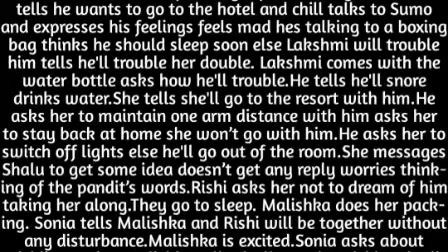 tells he wants to go to the hotel and chill talks to Sumo
and expresses his feelings feels mad hes talking to a boxing
bag thinks he should sleep soon else Lakshmi will trouble
him tells he'll trouble her double. Lakshmi comes with the
water bottle asks how he'll trouble.He tells he'll snore
drinks water.She tells she'll go to the resort with him.He
asks her to maintain one arm distance with him asks her
to stay back at home she won't go with him.He asks her to
switch off lights else he'll go out of the room.She messages
Shalu to get some idea doesn't get any reply worries think-
ing of the pandit's words.Rishi asks her not to dream of him
taking her along.They go to sleep. Malishka does her pack-
ing. Sonia tells Malishka and Rishi will be together without
any disturbance.Malishka is excited.Sonia asks about